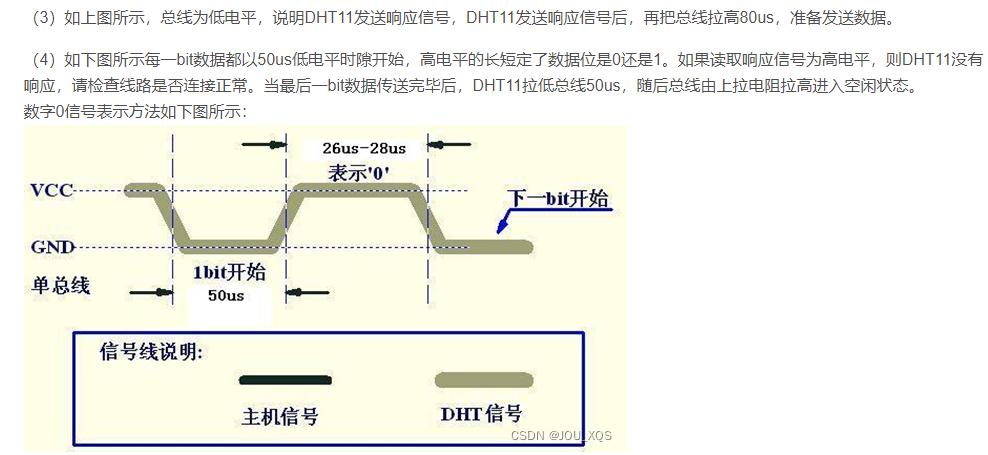 （3）如上图所示，总线为低电平，说明DHT11发送响应信号，DHT11发送响应信号后，再把总线拉高80us，准备发送数据。
（4）如下图所示每一bit数据都以50us低电平时隙开始，高电平的长短定了数据位是0还是1。如果读取响应信号为高电平，则DHT11没有
响应，请检查线路是否连接正常。当最后一bit数据传送完毕后，DHT11拉低总线50us，随后总线由上拉电阻拉高进入空闲状态。
数字0信号表示方法如下图所示：
26us-28us
表示'0'
VCC
下一bit开始
GND
1bit开始
单总线
50us
信号线说明:
主机信号
DHT信号
CSDN @JOU_XQS